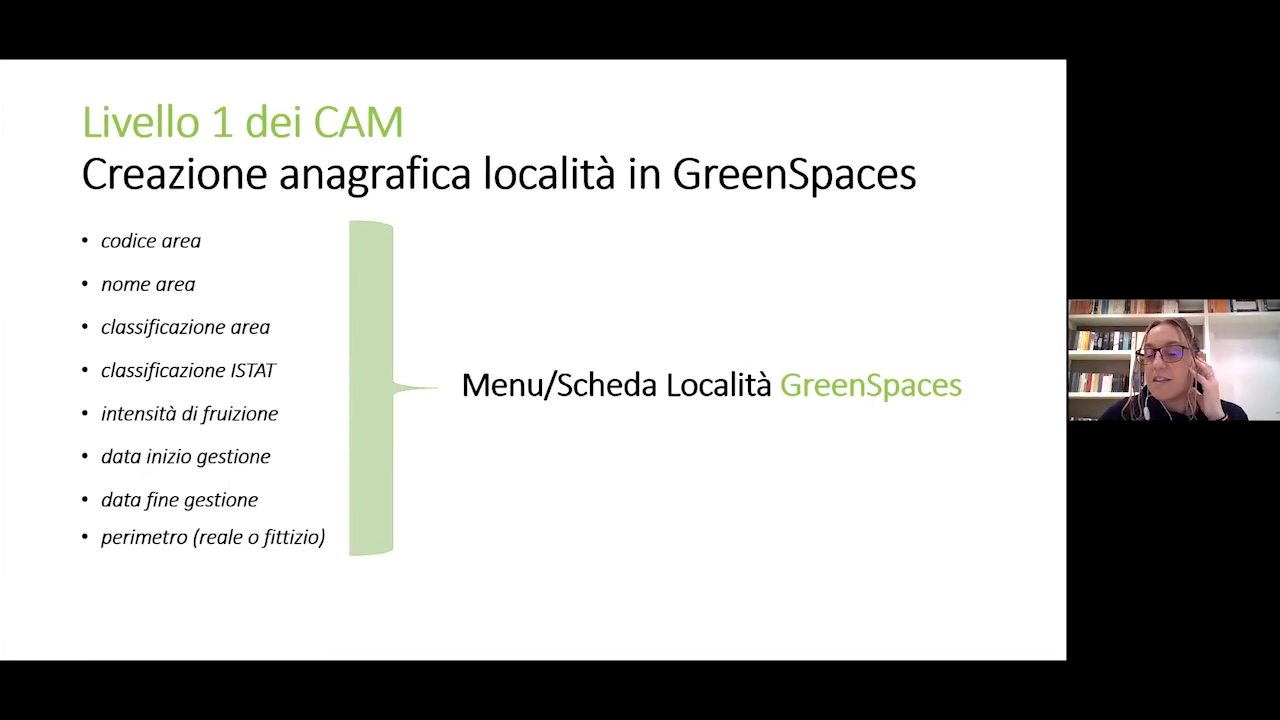 Livello 1 dei CAM
Creazione anagrafica località in GreenSpaces
• codice area
• nome area
• classificazione area
• classificazione ISTAT
• intensità di fruizione
• data inizio gestione
• data fine gestione
• perimetro (reale o fittizio)
Menu/Scheda Località GreenSpaces